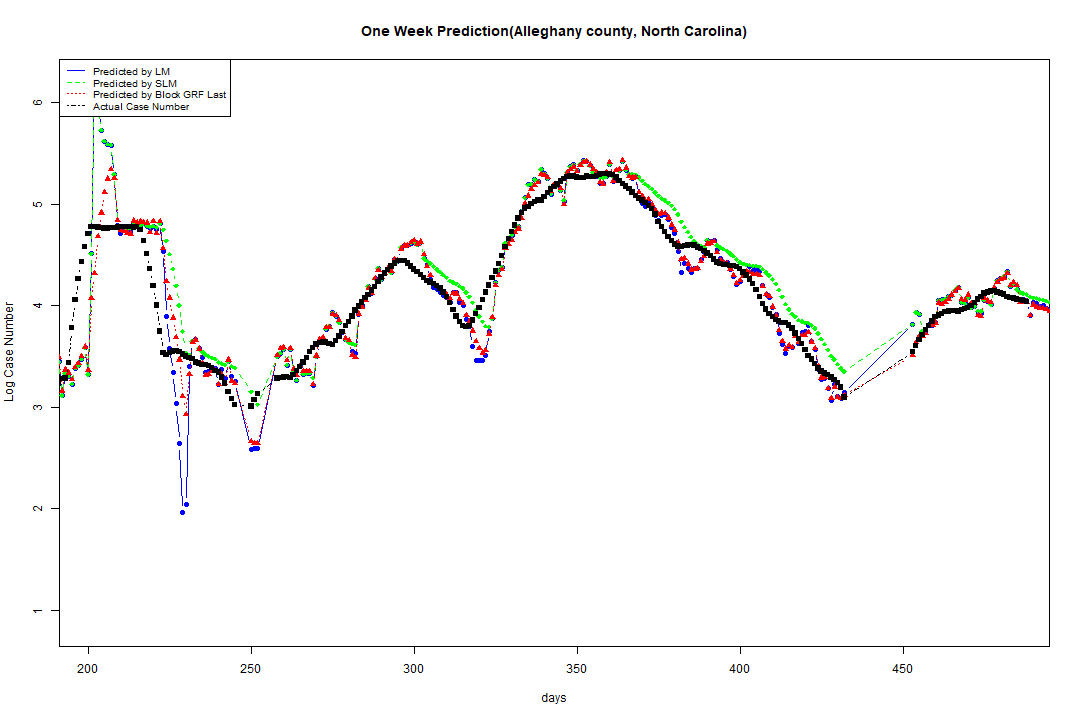 One Week Prediction(Alleghany county, North Carolina)
Predicted by LM
Predicted by SLM
Predicted by Block GRF Last
Actual Case Number
6
5
4
3
2
1
Log Case Number
200 250 300 350 400 450
days